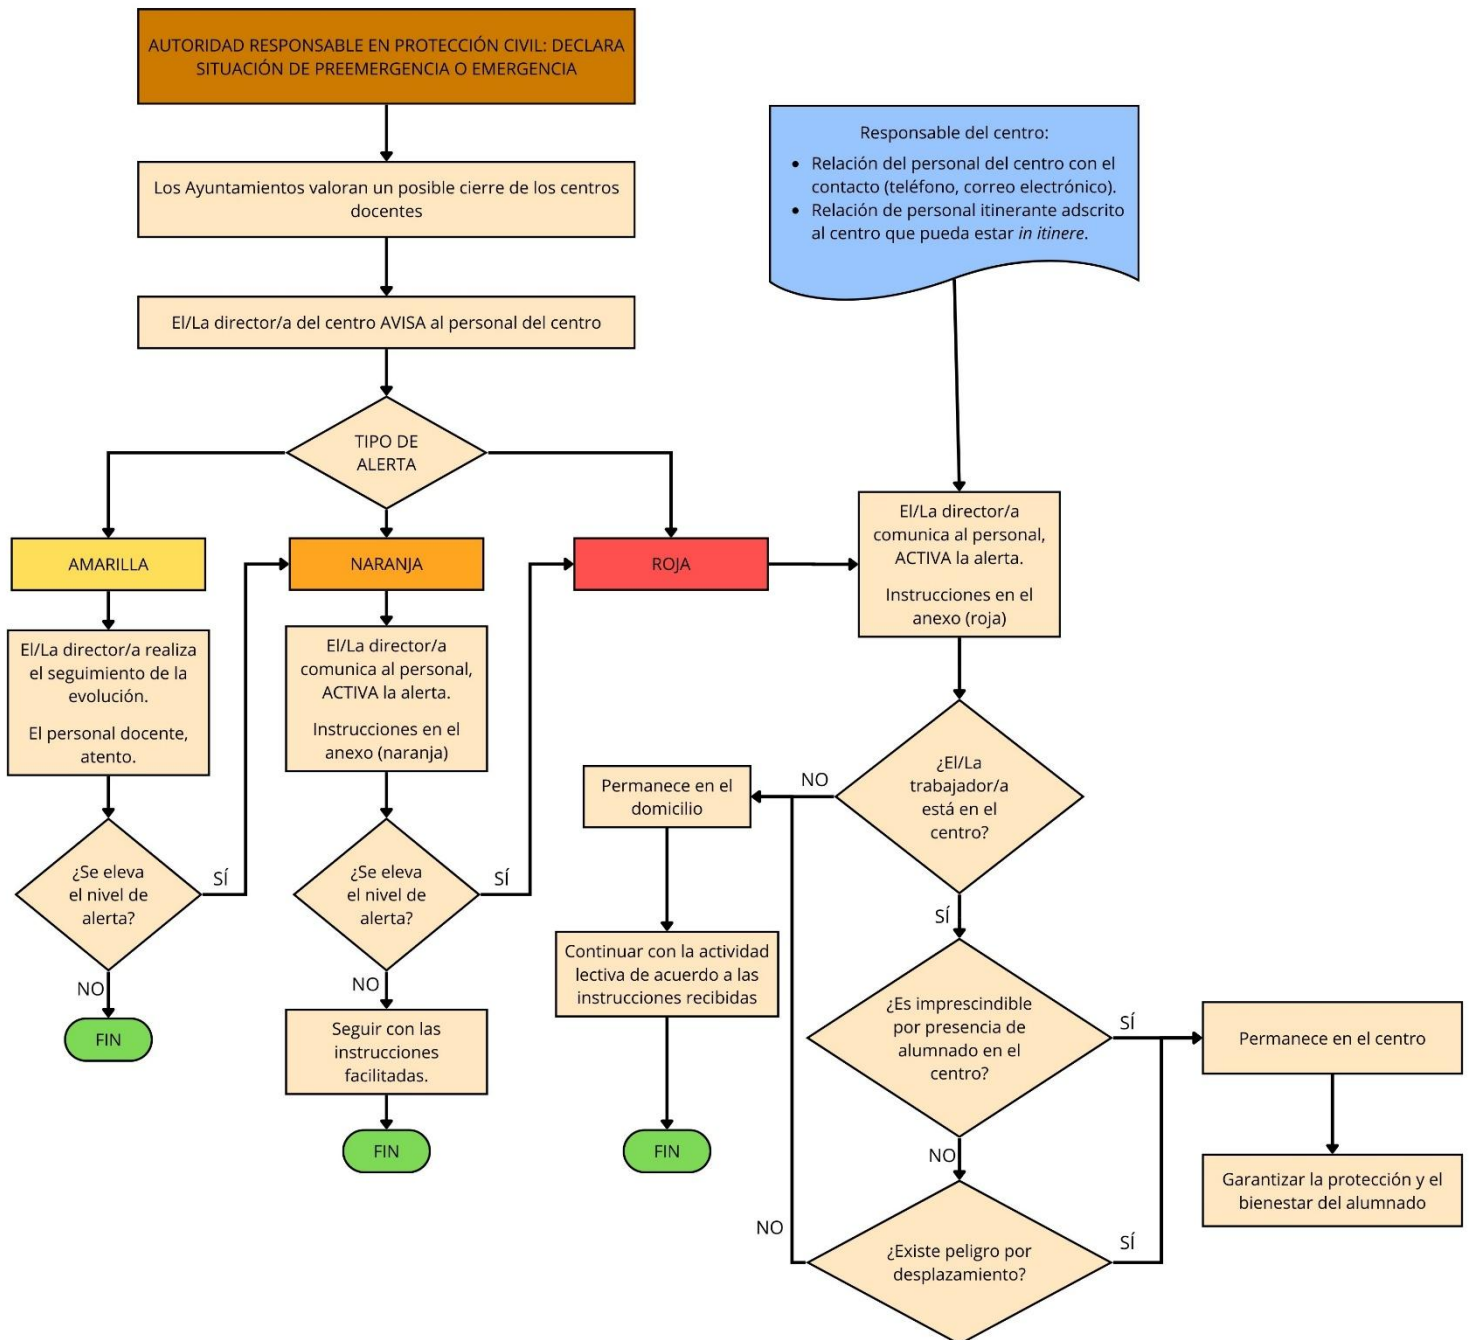 AUTORIDAD RESPONSABLE EN PROTECCIÓN CIVIL: DECLARA
SITUACIÓN DE PREEMERGENCIA O EMERGENCIA
Los Ayuntamientos valoran un posible cierre de los centros
docentes
El/La director/a del centro AVISA al personal del centro
Responsable del centro:
• Relación del personal del centro con el
contacto (teléfono, correo electrónico).
• Relación de personal itinerante adscrito
al centro que pueda estar in itinere.
TIPO DE
ALERTA
AMARILLA
El/La director/a realiza
el seguimiento de la
evolución.
El personal docente,
atento.
¿Se eleva
el nivel de
alerta?
SÍ
NO
FIN
NARANJA
El/La director/a
comunica al personal,
ACTIVA la alerta.
Instrucciones en el
anexo (naranja)
¿Se eleva
el nivel de
alerta?
SÍ
NO
Seguir con las
instrucciones
facilitadas.
FIN
ROJA
El/La director/a
comunica al personal,
ACTIVA la alerta.
Instrucciones en el
anexo (roja)
¿El/La
trabajador/a
está en el
centro?
NO
Permanece en el
domicilio
Continuar con la actividad
lectiva de acuerdo a las
instrucciones recibidas
FIN
SÍ
¿Es imprescindible
por presencia de
alumnado en el
centro?
SÍ
Permanece en el centro
Garantizar la protección y el
bienestar del alumnado
NO
¿Existe peligro por
desplazamiento?
NO
SÍ